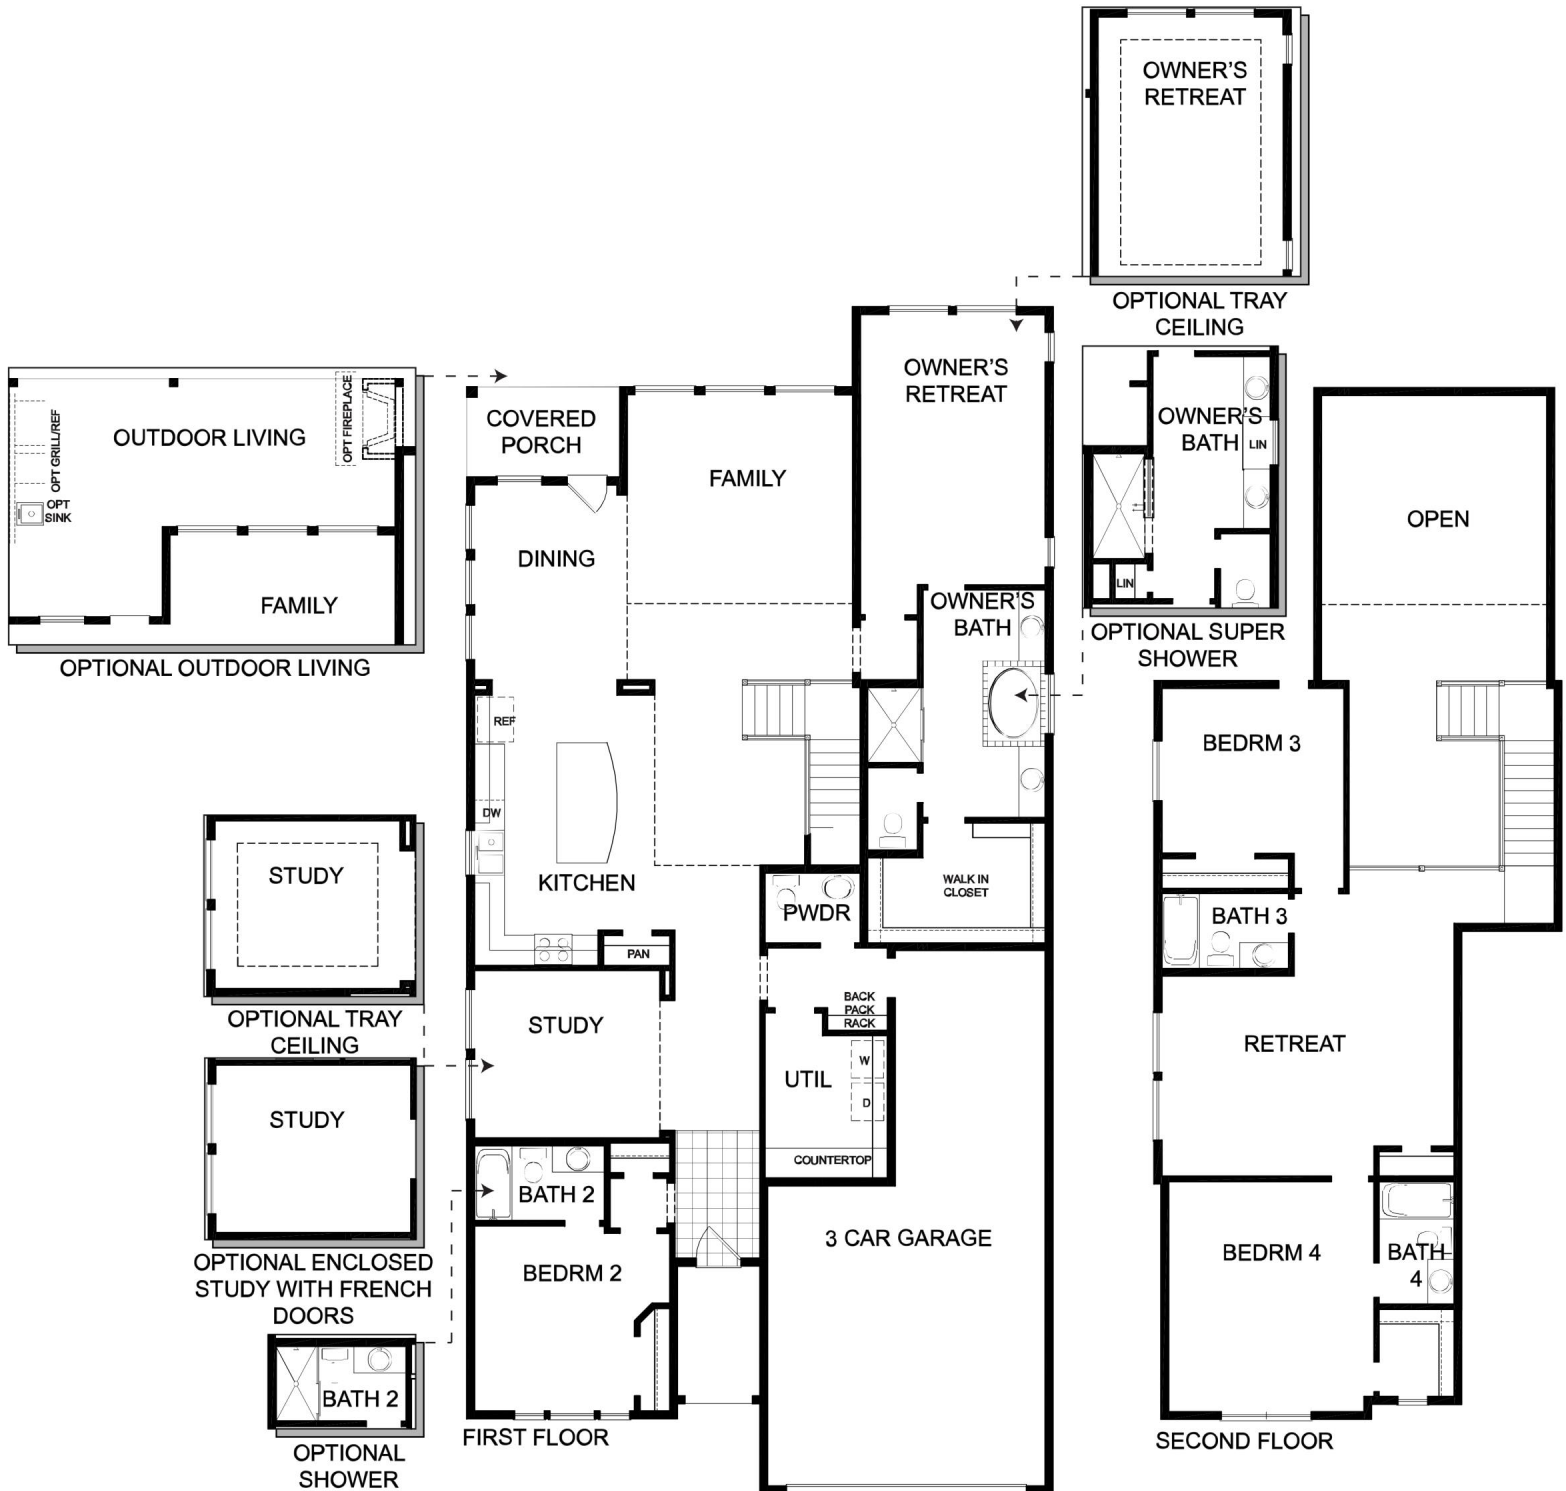 OWNER'S
RETREAT
OPTIONAL TRAY
CEILING
OUTDOOR LIVING
OPT GRILL/REF
OPT FIREPLACE
OPT
SINK
FAMILY
OPTIONAL OUTDOOR LIVING
OWNER'S
BATH
LIN
LIN
OPTIONAL SUPER
SHOWER
STUDY
OPTIONAL TRAY
CEILING
STUDY
OPTIONAL ENCLOSED
STUDY WITH FRENCH
DOORS
BATH 2
OPTIONAL
SHOWER
COVERED
PORCH
FAMILY
OWNER'S
RETREAT
DINING
OWNER'S
BATH
REF
DW
KITCHEN
WALK IN
CLOSET
PWDR
PAN
BACK
PACK
RACK
STUDY
UTIL
W
D
COUNTERTOP
BATH 2
BEDRM 2
3 CAR GARAGE
FIRST FLOOR
OPEN
BEDRM 3
BATH 3
RETREAT
BEDRM 4
BATH
4
SECOND FLOOR